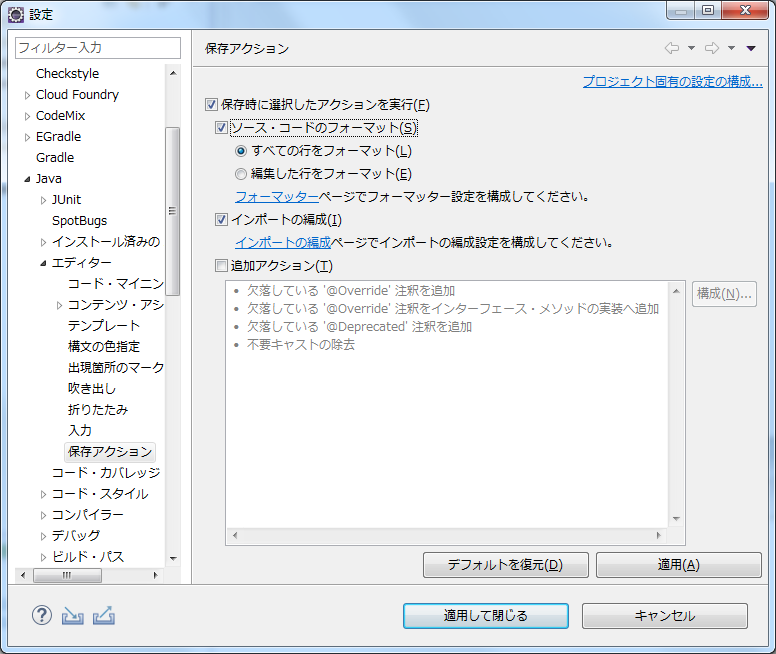 設定
フィルター入力
Checkstyle
Cloud Foundry
CodeMix
EGradle
Gradle
Java
JUnit
SpotBugs
インストール済みの
エディター
コード・マイニン
コンテンツ・アシ
テンプレート
構文の色指定
出現箇所のマーク
吹き出し
折りたたみ
入力
保存アクション
コード・カバレッジ
コード・スタイル
コンパイラー
デバッグ
ビルド・パス
保存アクション
プロジェクト固有の設定の構成...
保存時に選択したアクションを実行(F)
ソース・コードのフォーマット(S)
すべての行をフォーマット(L)
編集した行をフォーマット(E)
フォーマッターページでフォーマッター設定を構成してください。
インポートの編成(I)
インポートの編成ページでインポートの編成設定を構成してください。
追加アクション(T)
• 欠落している '@Override' 注釈を追加
• 欠落している '@Override' 注釈をインターフェース・メソッドの実装へ追加
• 欠落している '@Deprecated' 注釈を追加
• 不要キャストの除去
構成(N)...
デフォルトを復元(D)
適用(A)
?
適用して閉じる
キャンセル